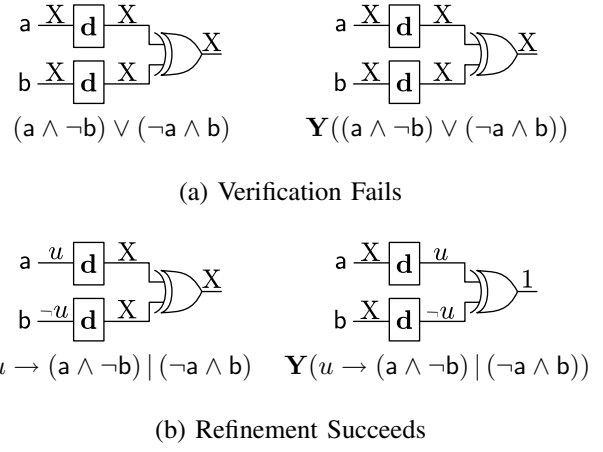 a X d X X
b X d X
(a ∧ ¬b) ∨ (¬a ∧ b)
a X d X X
b X d X
Y((a ∧ ¬b) ∨ (¬a ∧ b))
(a) Verification Fails
a u d X X
b ¬u d X
u → (a ∧ ¬b) | (¬a ∧ b)
a X d u 1
b X d ¬u
Y(u → (a ∧ ¬b) | (¬a ∧ b))
(b) Refinement Succeeds